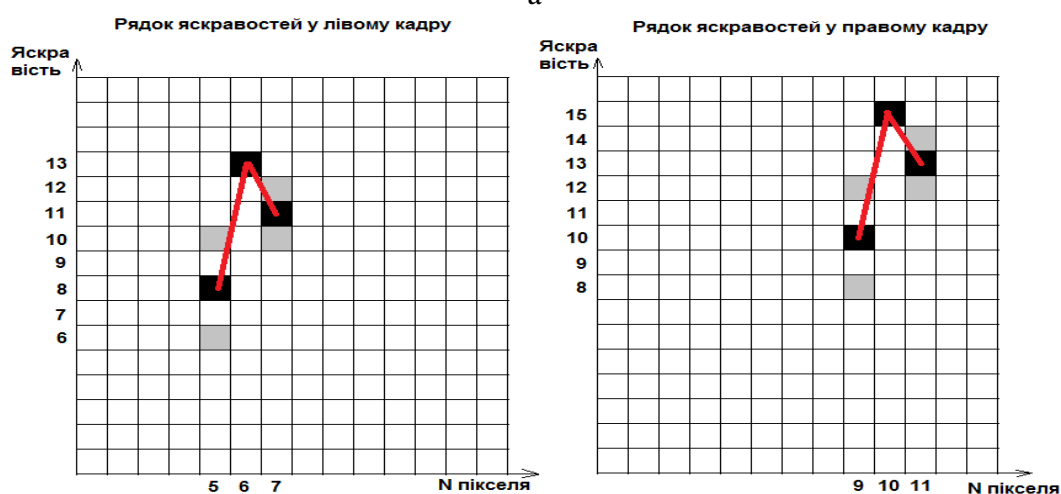 а
Рядок яскравостей у лівому кадру
Яскра
вість
13
12
11
10
9
8
7
6
5 6 7 N пікселя
Рядок яскравостей у правому кадру
Яскра
вість
15
14
13
12
11
10
9
8
9 10 11 N пікселя